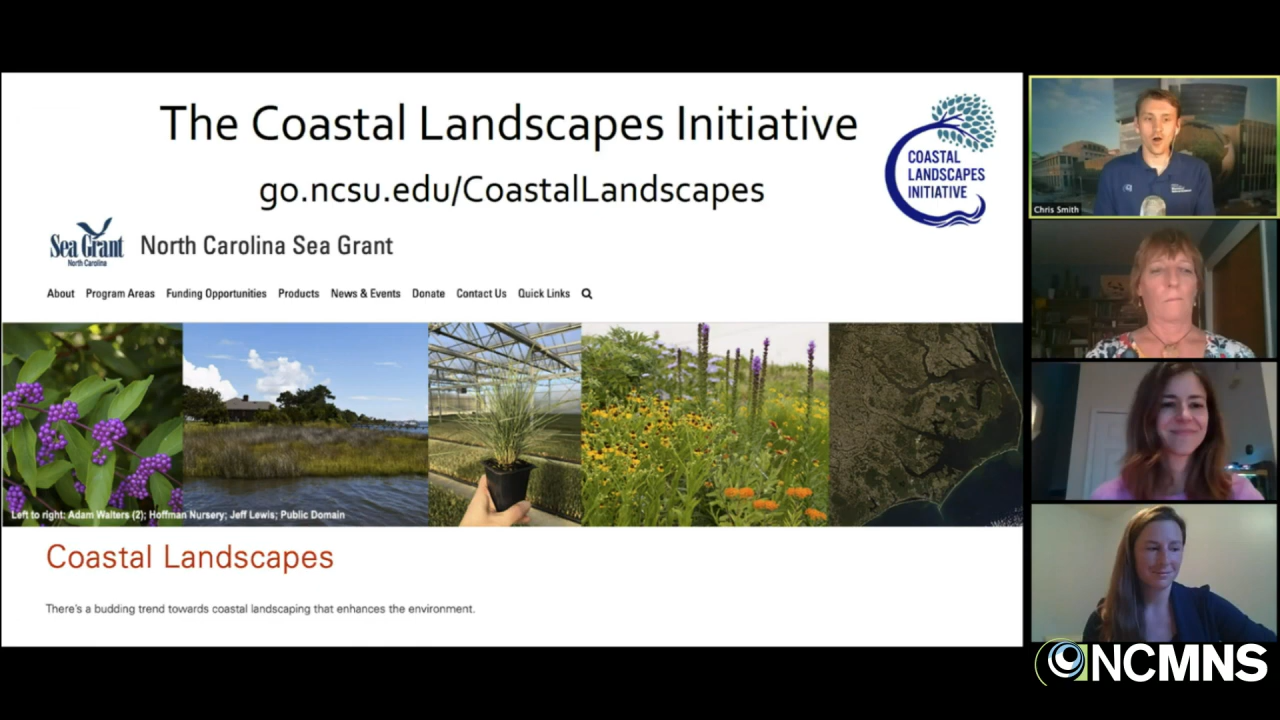 The Coastal Landscapes Initiative
go.ncsu.edu/CoastalLandscapes
COASTAL
LANDSCAPES
INITIATIVE
Sea Grant
North Carolina
North Carolina Sea Grant
About Program Areas Funding Opportunities Products News & Events Donate Contact Us Quick Links
Left to right: Adam Walters (2); Hoffman Nursery; Jeff Lewis; Public Domain
Coastal Landscapes
There's a budding trend towards coastal landscaping that enhances the environment.
Chris Smith
NCMNS